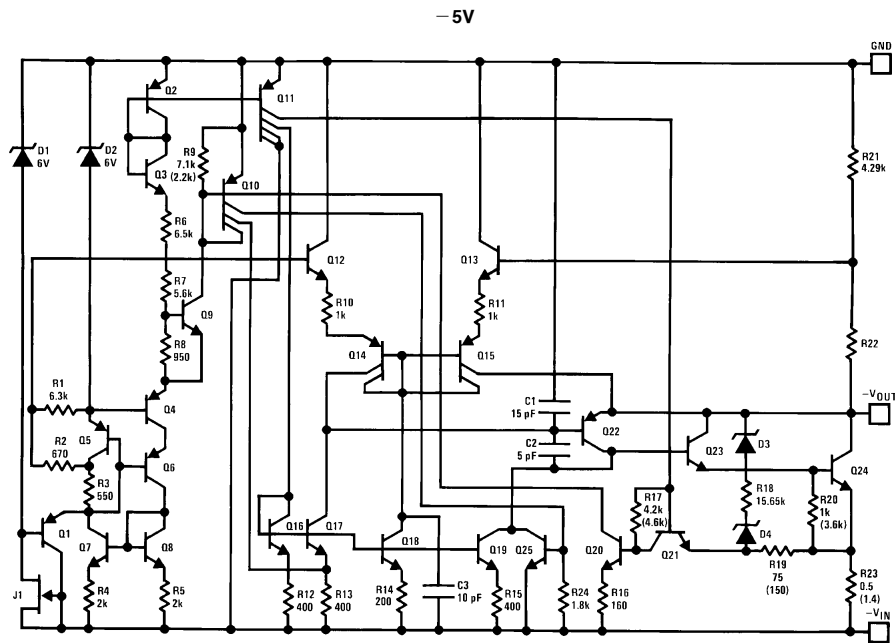 −5V
GND
Q2
Q11
D1
6V
D2
6V
R9
7.1k
(2.2k)
Q10
Q3
R21
4.29k
R6
6.5k
Q12
Q13
R7
5.6k
Q9
R10
1k
R11
1k
R8
950
R22
Q14
Q15
R1
6.3k
Q4
C1
15 pF
−VOUT
Q5
Q22
R2
670
Q6
C2
5 pF
Q23
D3
Q24
R3
550
R18
15.65k
R20
1k
(3.6k)
R17
4.2k
(4.6k)
Q1
Q7
Q8
Q16
Q17
Q18
Q19
Q25
Q20
Q21
D4
R19
75
(150)
J1
R4
2k
R5
2k
R12
400
R13
400
R14
200
C3
10 pF
R15
400
R24
1.8k
R16
160
R23
0.5
(1.4)
−VIN